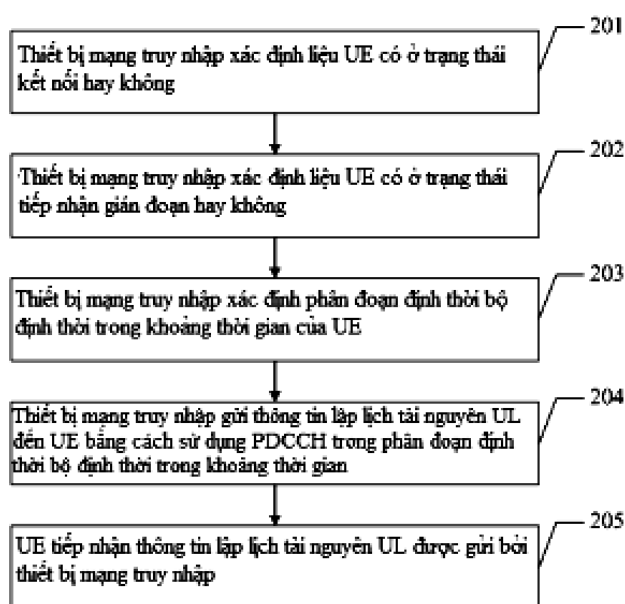 201
Thiết bị mạng truy nhập xác định liệu UE có ở trạng thái
kết nối hay không
202
Thiết bị mạng truy nhập xác định liệu UE có ở trạng thái
tiếp nhận gián đoạn hay không
203
Thiết bị mạng truy nhập xác định phân đoạn định thời bộ
định thời trong khoảng thời gian của UE
204
Thiết bị mạng truy nhập gửi thông tin lập lịch tài nguyên UL
đến UE bằng cách sử dụng PDCCH trong phân đoạn định
thời bộ định thời trong khoảng thời gian
205
UE tiếp nhận thông tin lập lịch tài nguyên UL được gửi bởi
thiết bị mạng truy nhập